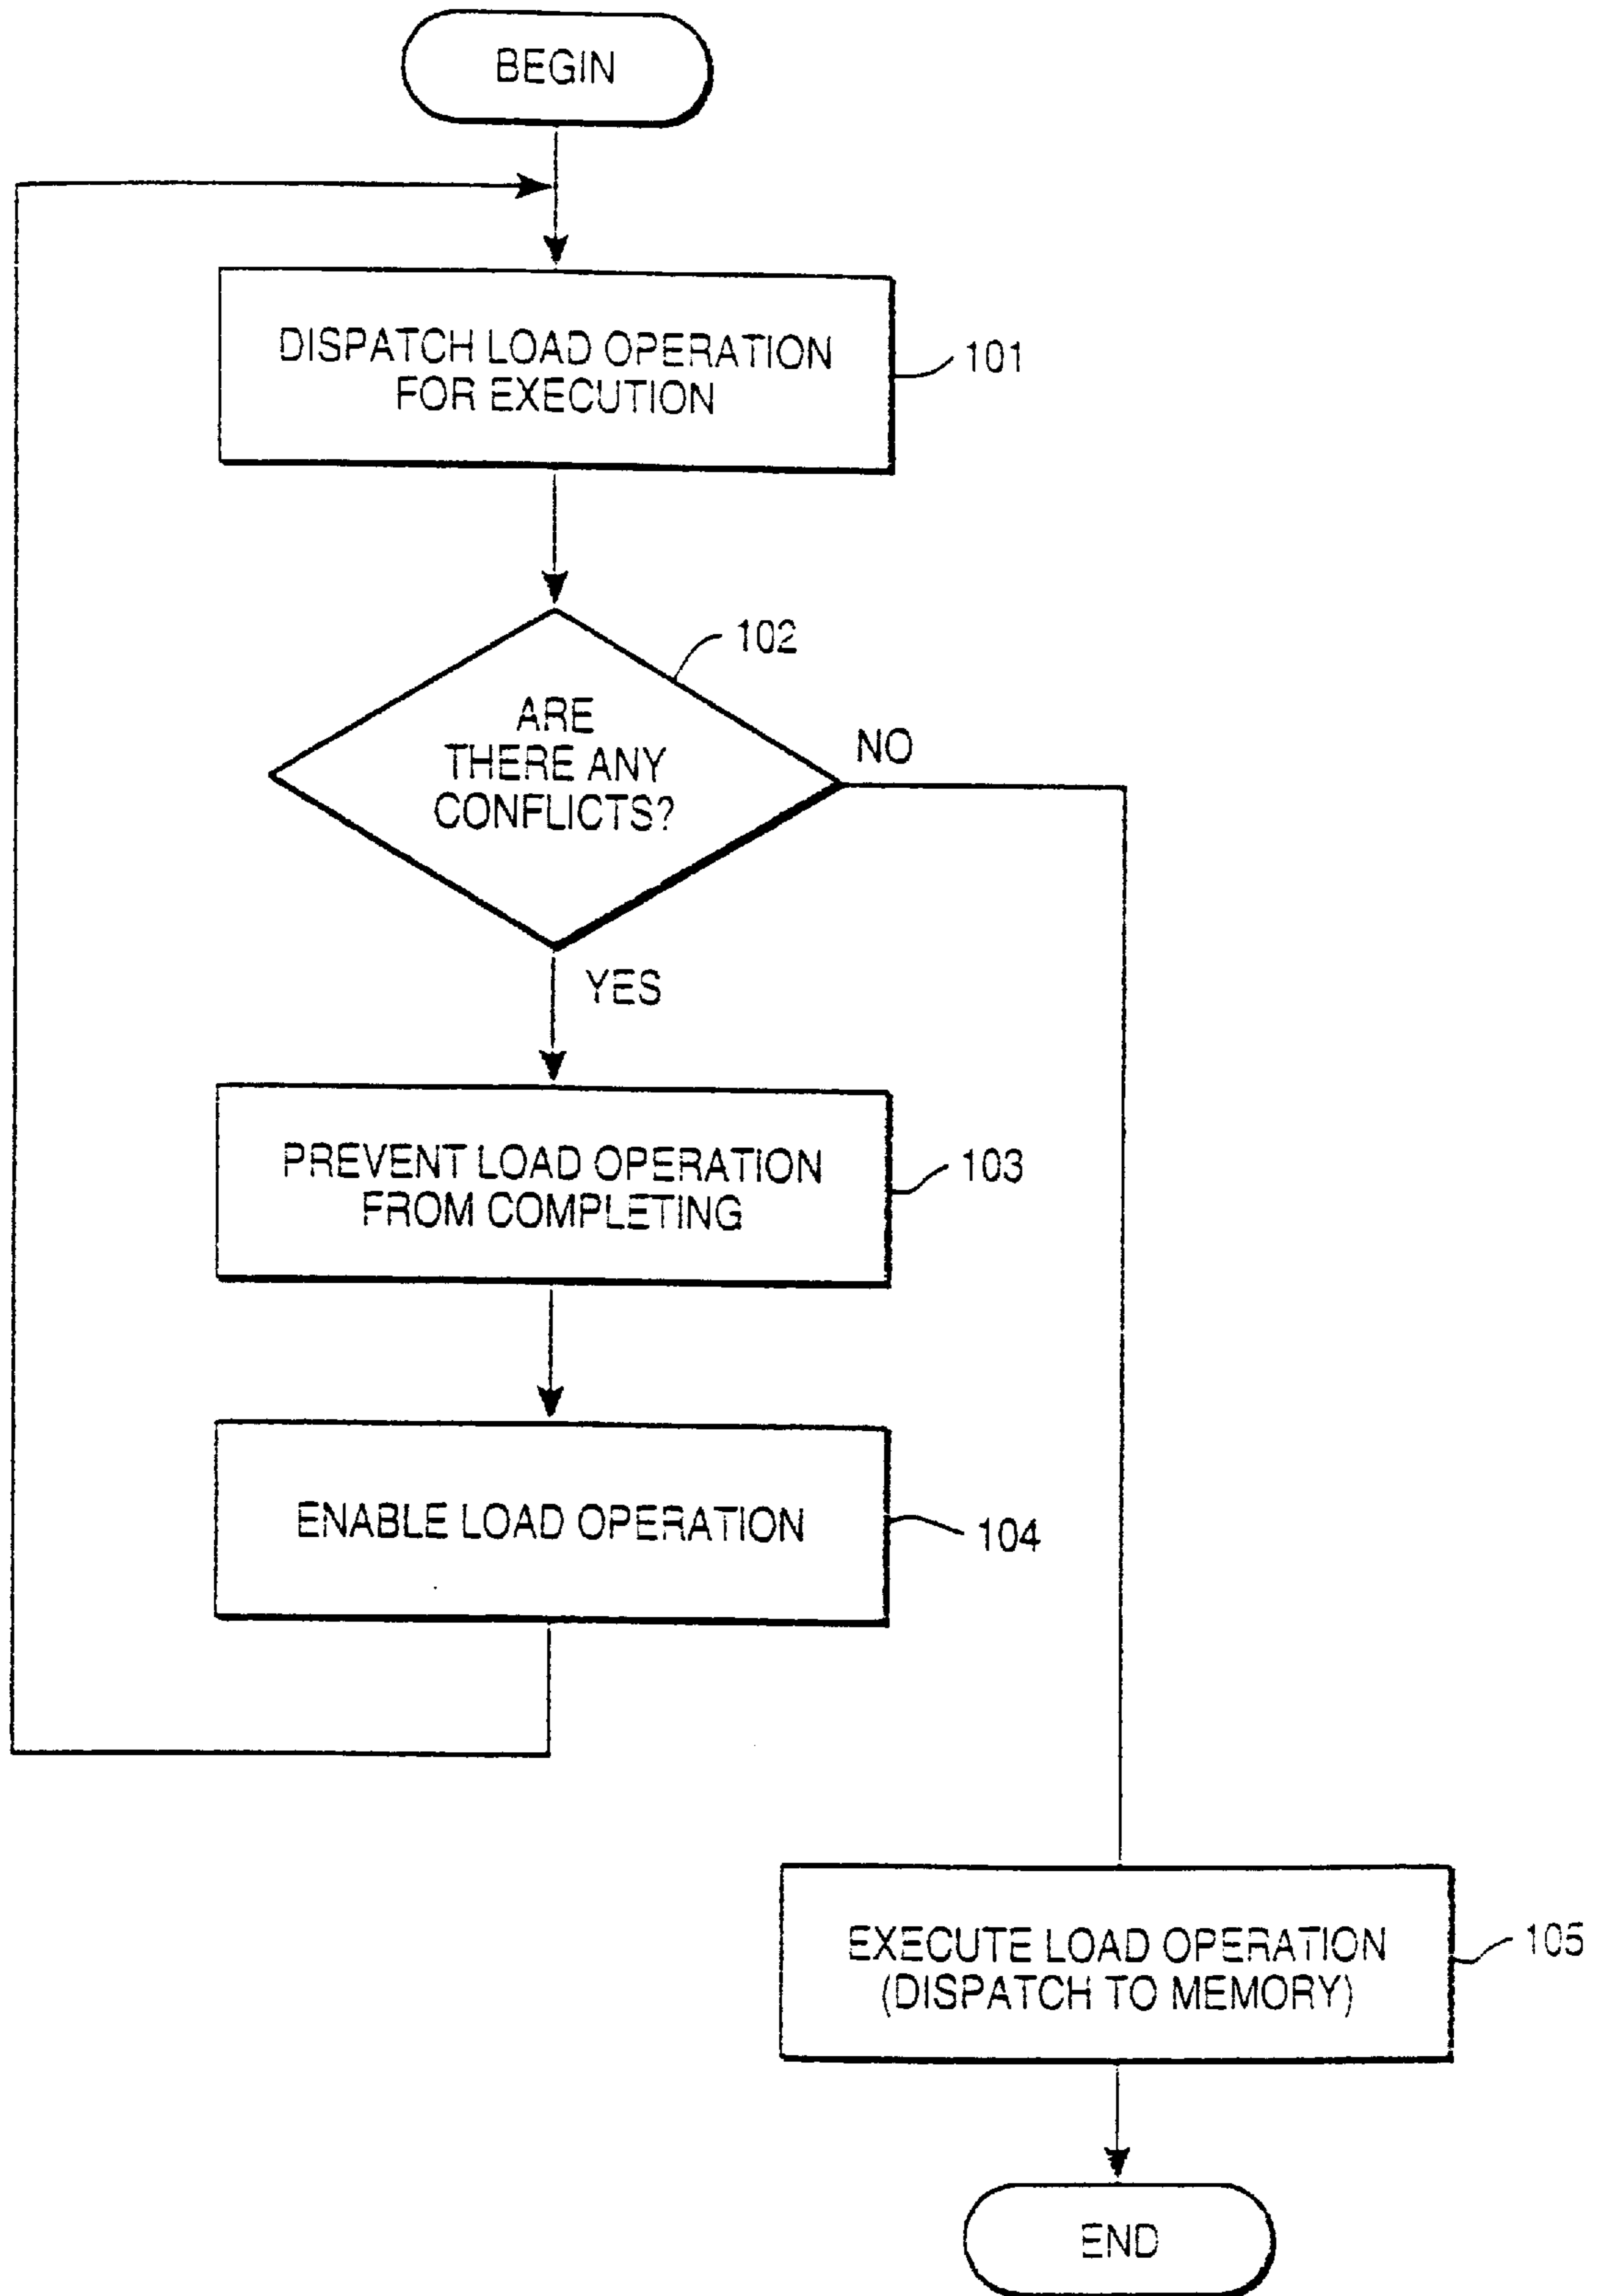 BEGIN
DISPATCH LOAD OPERATION
FOR EXECUTION
101
102
ARE
THERE ANY
CONFLICTS?
NO
YES
PREVENT LOAD OPERATION
FROM COMPLETING
103
ENABLE LOAD OPERATION
104
EXECUTE LOAD OPERATION
(DISPATCH TO MEMORY)
105
END